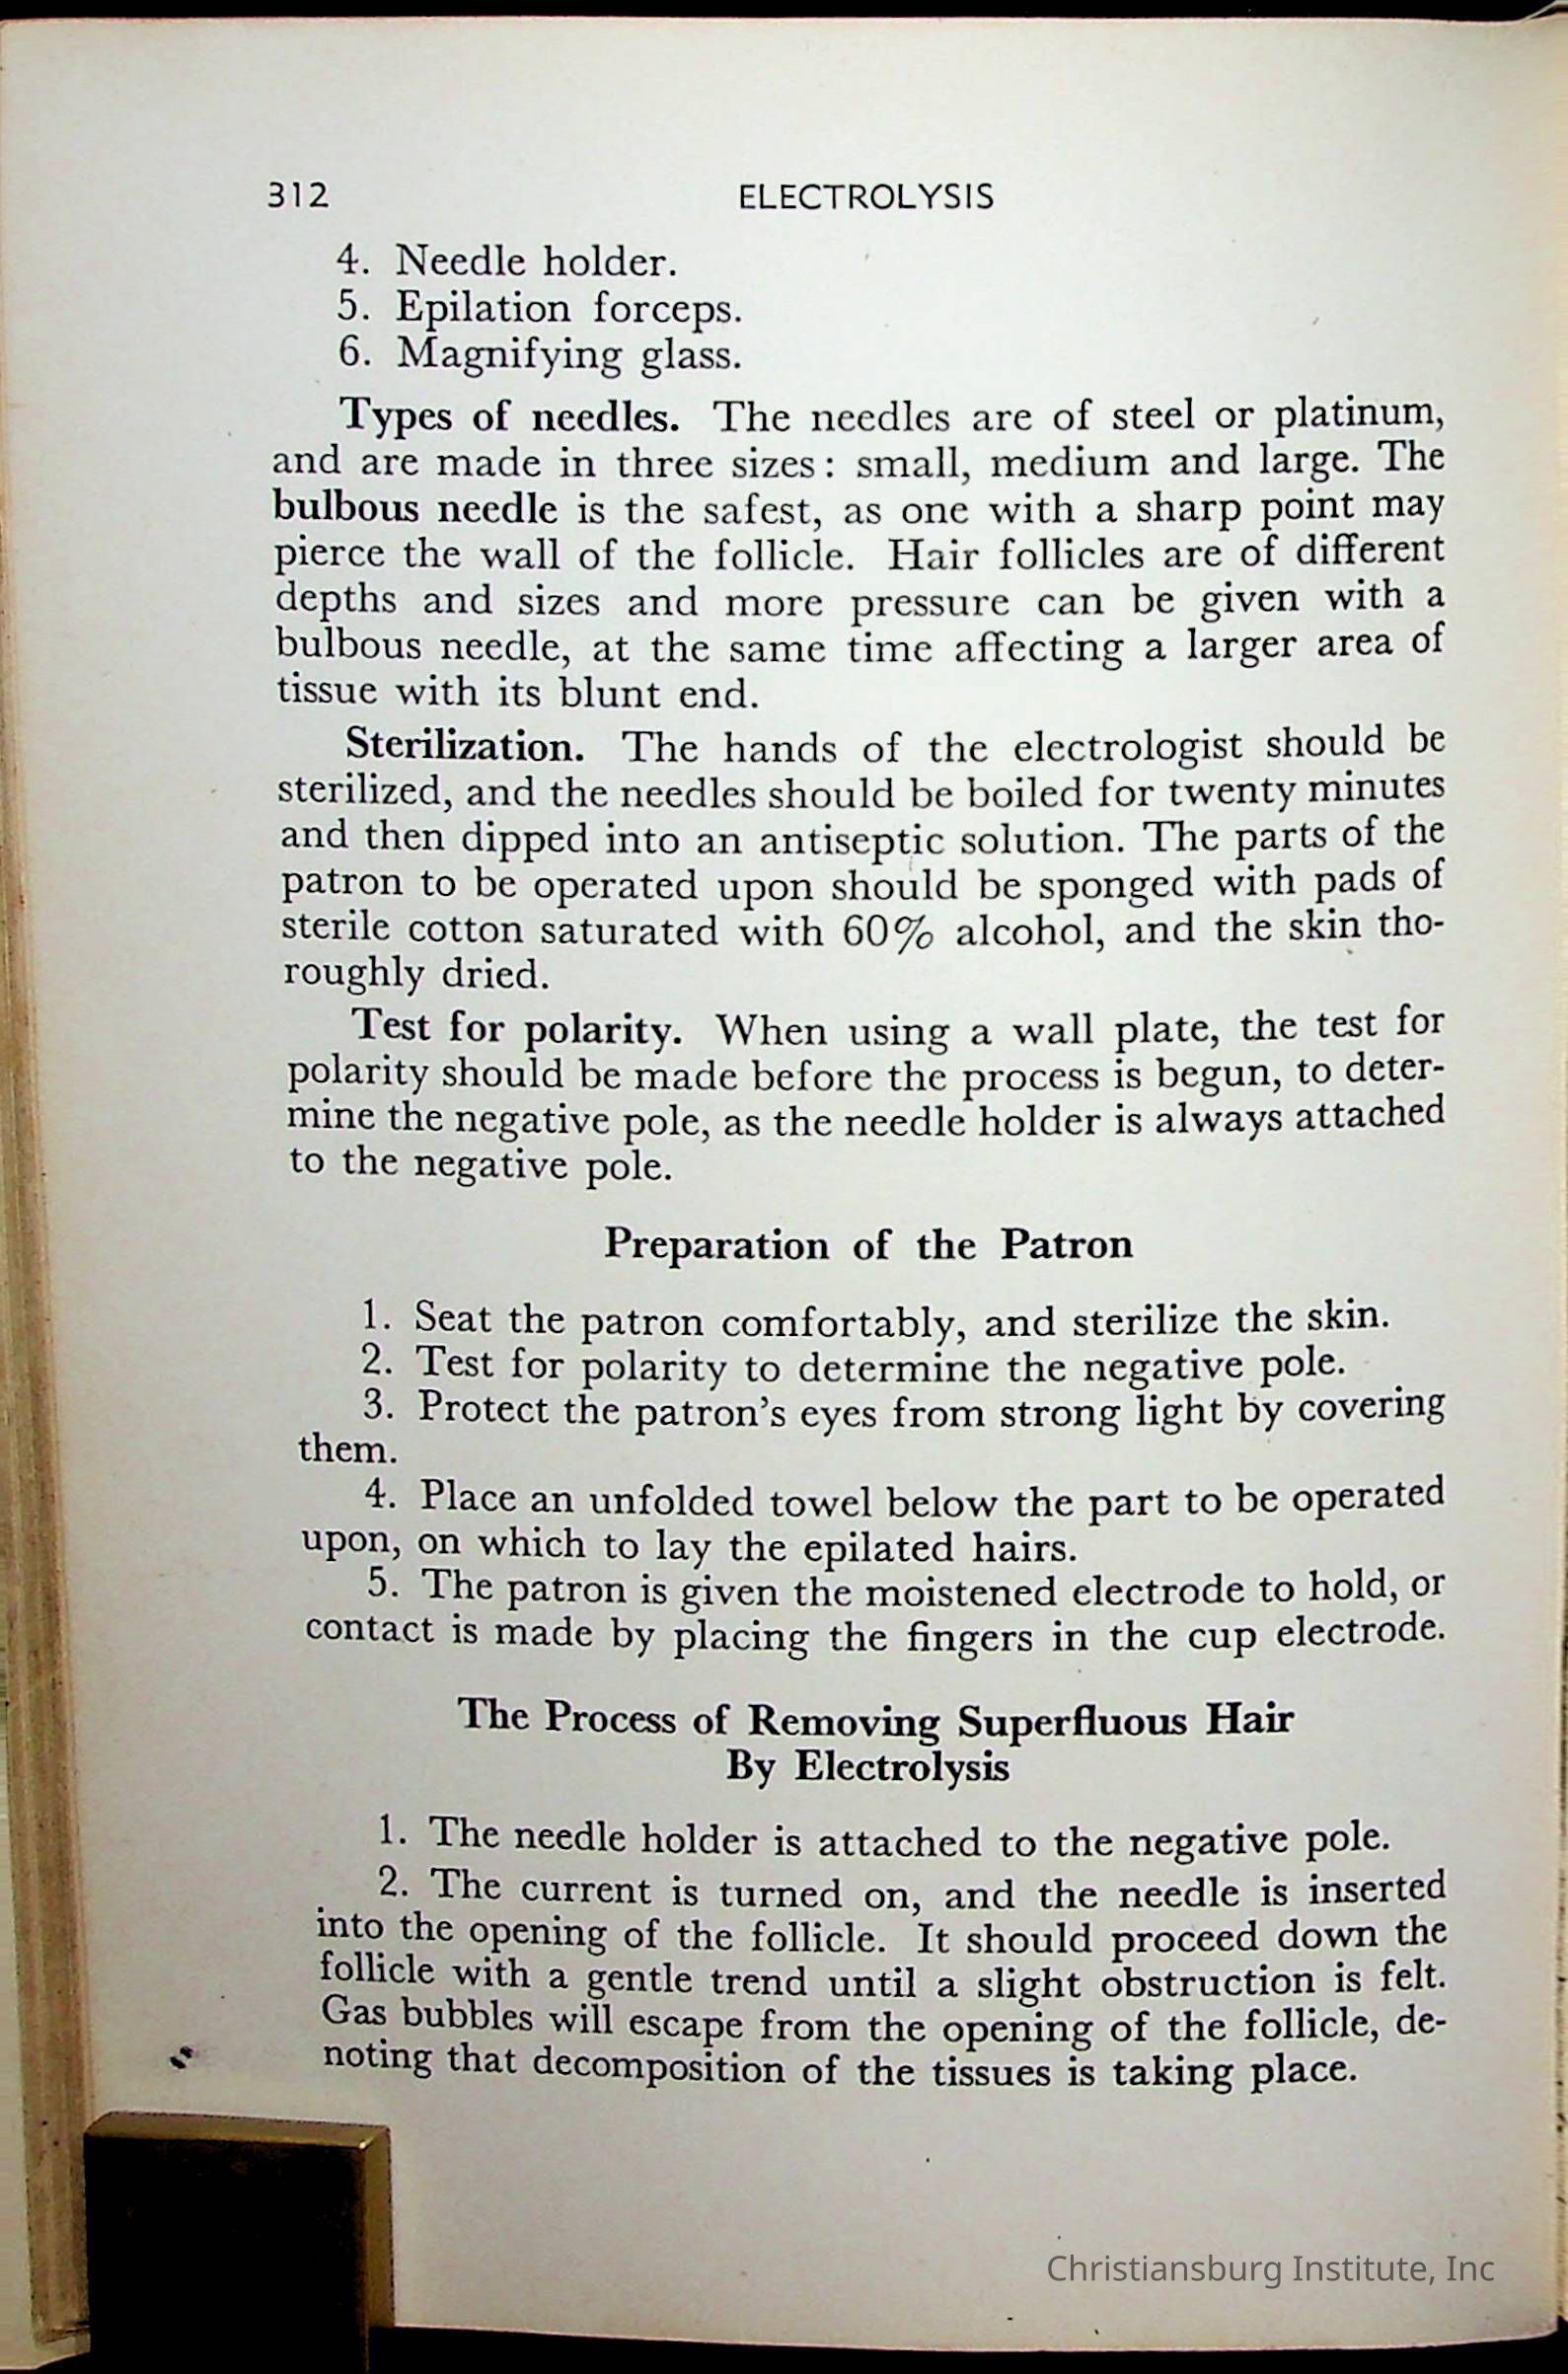 312
ELECTROLYSIS
4. Needle holder.
5. Epilation forceps.
6. Magnifying glass.
Types of needles. The needles are of steel or platinum,
and are made in three sizes: small, medium and large. The
bulbous needle is the safest, as one with a sharp point may
pierce the wall of the follicle. Hair follicles are of different
depths and sizes and more pressure can be given with a
bulbous needle, at the same time affecting a larger area of
tissue with its blunt end.
Sterilization. The hands of the electrologist should be
sterilized, and the needles should be boiled for twenty minutes
and then dipped into an antiseptic solution. The parts of the
patron to be operated upon should be sponged with pads of
sterile cotton saturated with 60% alcohol, and the skin tho-
roughly dried.
Test for polarity. When using a wall plate, the test for
polarity should be made before the process is begun, to deter-
mine the negative pole, as the needle holder is always attached
to the negative pole.
Preparation of the Patron
1. Seat the patron comfortably, and sterilize the skin.
2. Test for polarity to determine the negative pole.
3. Protect the patron's eyes from strong light by covering
them.
4. Place an unfolded towel below the part to be operated
upon, on which to lay the epilated hairs.
5. The patron is given the moistened electrode to hold, or
contact is made by placing the fingers in the cup electrode.
The Process of Removing Superfluous Hair
By Electrolysis
1. The needle holder is attached to the negative pole.
2. The current is turned on, and the needle is inserted
into the opening of the follicle. It should proceed down the
follicle with a gentle trend until a slight obstruction is felt.
Gas bubbles will escape from the opening of the follicle, de-
noting that decomposition of the tissues is taking place.
Christiansburg Institute, Inc